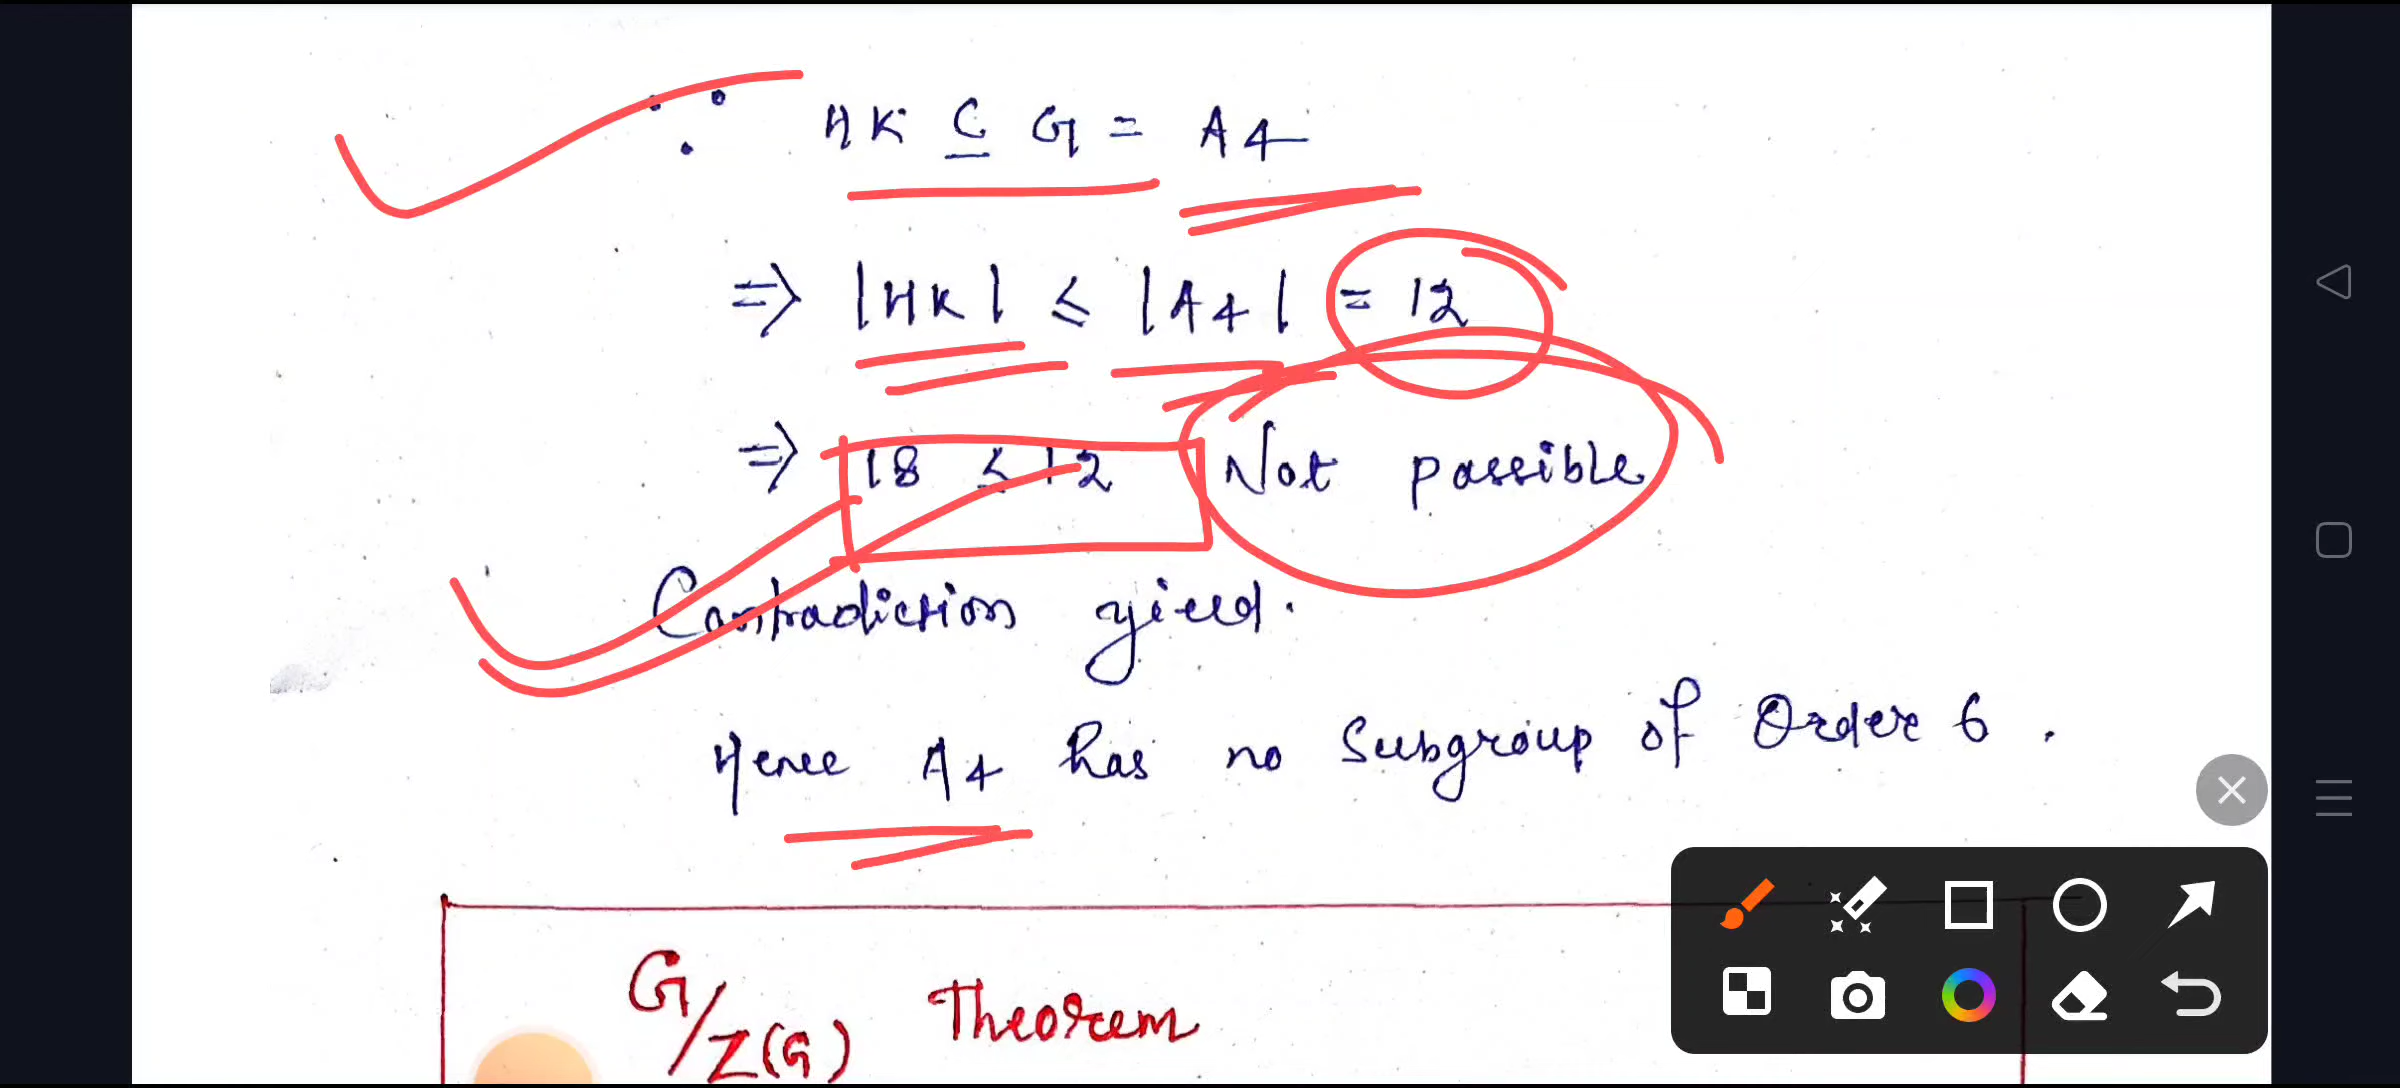 ∵ HK ⊆ G = A4
⇒ |HK| ≤ |A4| = 12
⇒ 18 ≤ 12 Not possible
Contradiction yield.
Hence A4 has no Subgroup of Order 6.
G/Z(G) Theorem